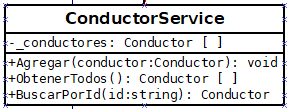 ConductorService
-_conductores: Conductor [ ]
+Agregar(conductor:Conductor): void
+ObtenerTodos(): Conductor [ ]
+BuscarPorId(id:string): Conductor